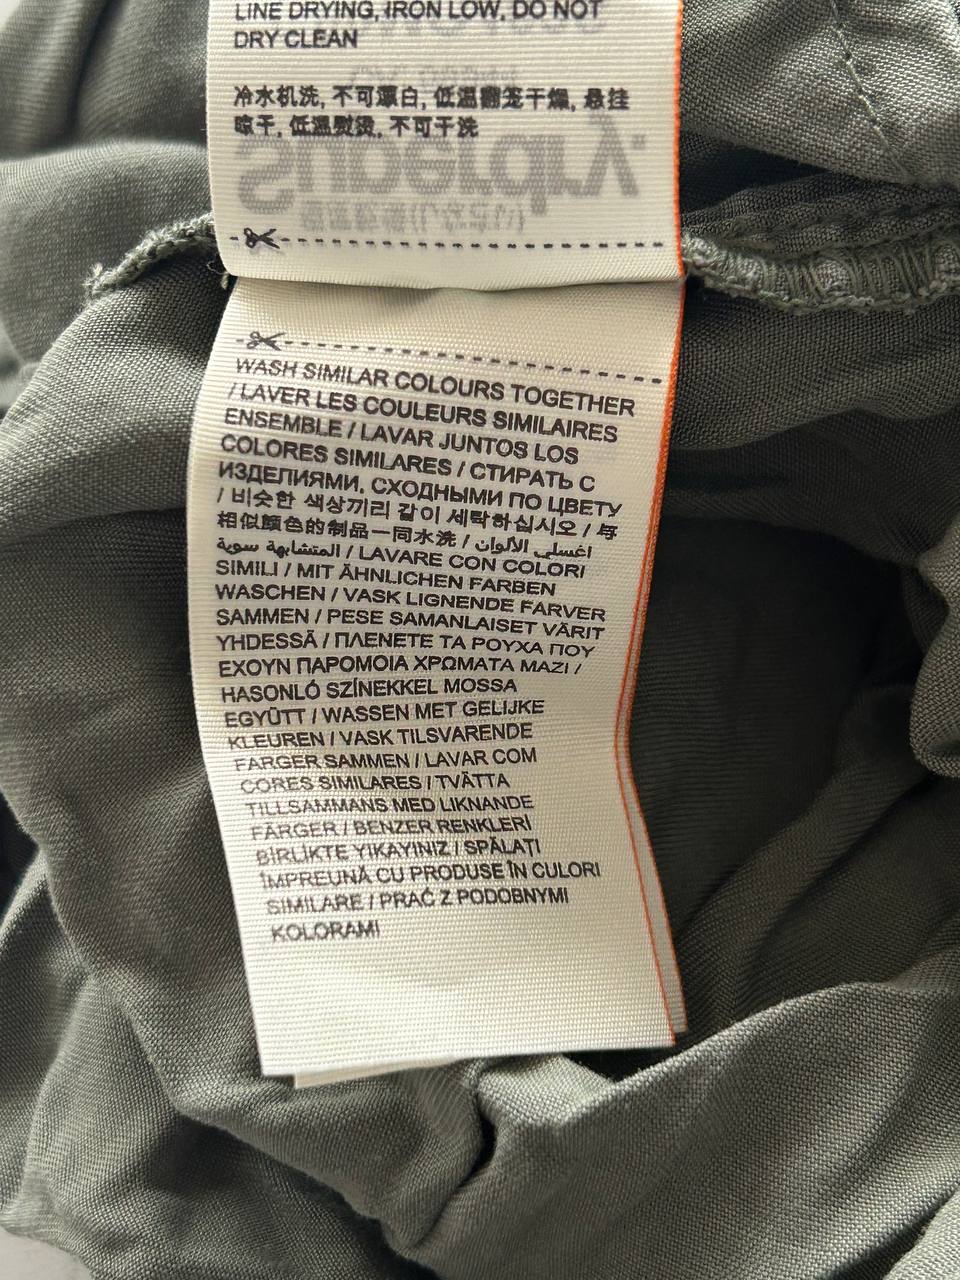 LINE DRYING, IRON LOW, DO NOT
DRY CLEAN
冷水机洗, 不可漂白, 低温翻笼干燥, 悬挂
晾干, 低温熨烫, 不可干洗
Superdry.
WASH SIMILAR COLOURS TOGETHER
/ LAVER LES COULEURS SIMILAIRES
ENSEMBLE / LAVAR JUNTOS LOS
COLORES SIMILARES / СТИРАТЬ С
ИЗДЕЛИЯМИ, СХОДНЫМИ ПО ЦВЕТУ
/ 비슷한 색상끼리 같이 세탁하십시오 / 与
相似颜色的制品一同水洗 / اغسلي الألوان
المتشابهة سوية / LAVARE CON COLORI
SIMILI / MIT ÄHNLICHEN FARBEN
WASCHEN / VASK LIGNENDE FARVER
SAMMEN / PESE SAMANLAISET VÄRIT
YHDESSÄ / ΠΛΕΝΕΤΕ ΤΑ ΡΟΥΧΑ ΠΟΥ
ΕΧΟΥΝ ΠΑΡΟΜΟΙΑ ΧΡΩΜΑΤΑ ΜΑΖΙ /
HASONLÓ SZÍNEKKEL MOSSA
EGYÜTT / WASSEN MET GELIJKE
KLEUREN / VASK TILSVARENDE
FARGER SAMMEN / LAVAR COM
CORES SIMILARES / TVÄTTA
TILLSAMMANS MED LIKNANDE
FÄRGER / BENZER RENKLERİ
BİRLİKTE YIKAYINIZ / SPĂLAȚI
ÎMPREUNĂ CU PRODUSE ÎN CULORI
SIMILARE / PRAĆ Z PODOBNYMI
KOLORAMI